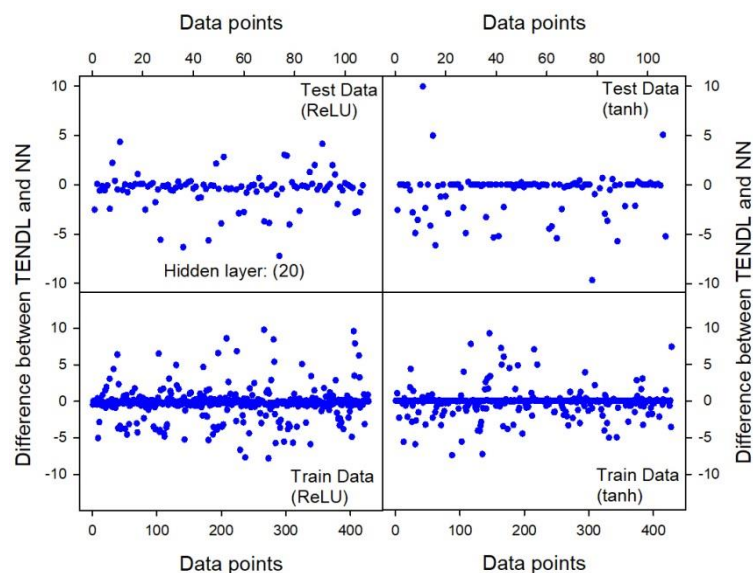 Data points
Data points
0 20 40 60 80 100
0 20 40 60 80 100
Difference between TENDL and NN
10
5
0
-5
-10
Test Data
(ReLU)
Hidden layer: (20)
Test Data
(tanh)
10
5
0
-5
-10
10
5
0
-5
-10
Train Data
(ReLU)
Train Data
(tanh)
10
5
0
-5
-10
Difference between TENDL and NN
0 100 200 300 400
0 100 200 300 400
Data points
Data points